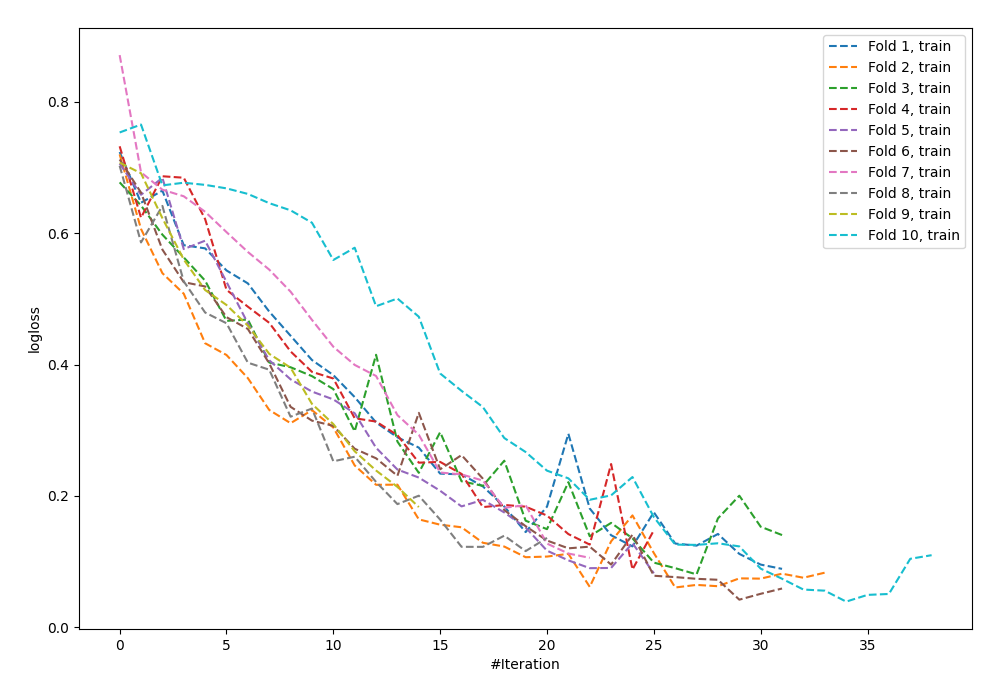 0.8
0.6
0.4
0.2
0.0
logloss
0
5
10
15
20
25
30
35
#Iteration
Fold 1, train
Fold 2, train
Fold 3, train
Fold 4, train
Fold 5, train
Fold 6, train
Fold 7, train
Fold 8, train
Fold 9, train
Fold 10, train